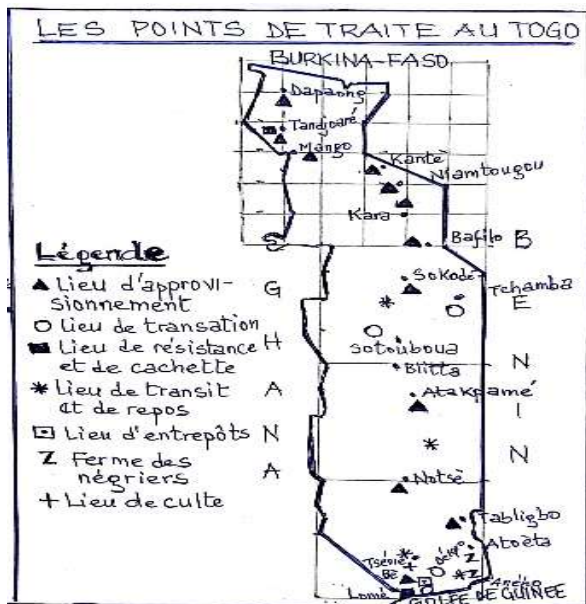 LES POINTS DE TRAITE AU TOGO
BURKINA-FASO
Dapaong
Tandjoaré
Mango
Kantè
Niamtougou
Kara
Bafilo
Sokodé
Tchamba
Sotouboua
Blitta
Atakpamé
Notsè
Tabligbo
Atoèta
Tsévié
Bè
Lomé
Aného
GOLFE DE GUINEE
G
H
A
N
A
B
E
N
I
N
Légende
Lieu d'approvi-
sionnement
Lieu de transation
Lieu de résistance
et de cachette
Lieu de transit
et de repos
Lieu d'entrepôts
Ferme des
négriers
Lieu de culte